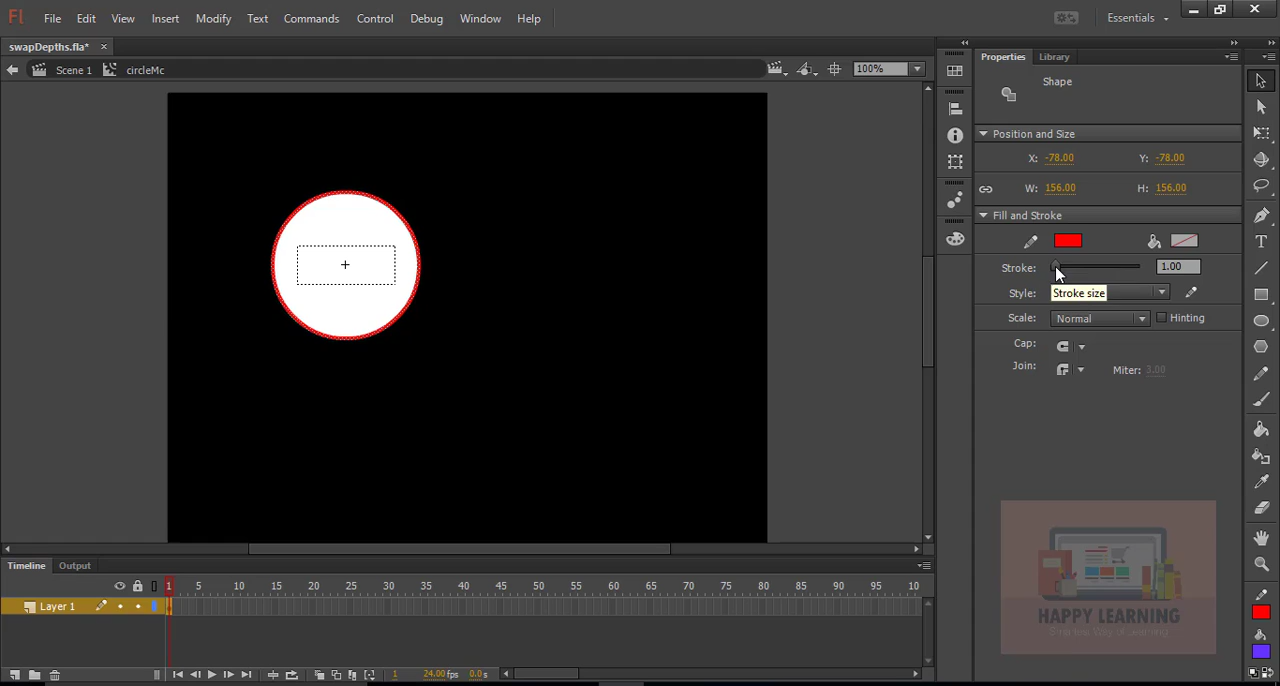 Fl File Edit View Insert Modify Text Commands Control Debug Window Help Essentials
swapDepths.fla*
Scene 1 circleMc 100%
Properties Library
Shape
Position and Size
X: -78.00 Y: -78.00
W: 156.00 H: 156.00
Fill and Stroke
Stroke: 1.00
Style:
Stroke size
Scale: Normal Hinting
Cap:
Join: Miter: 3.00
HAPPY LEARNING
Timeline Output
1 5 10 15 20 25 30 35 40 45 50 55 60 65 70 75 80 85 90 95 10
Layer 1
1 24.00 fps 0.0 s